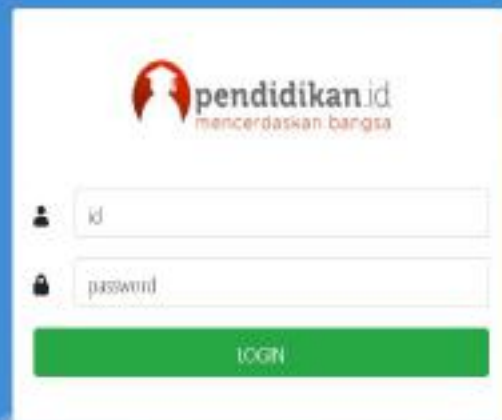 pendidikan.id
mencerdaskan bangsa
id
password
LOGIN